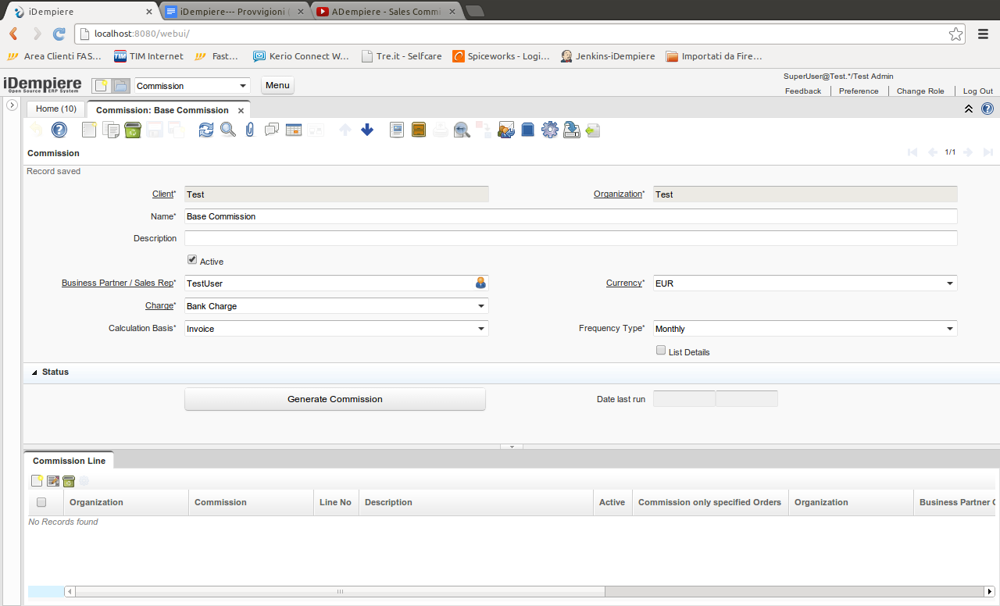 iDempiere
iDempiere--- Provvigioni (
ADempiere - Sales Commi
localhost:8080/webui/
Area Clienti FAS...
TIM TIM Internet
Fast...
Kerio Connect W...
Tre.it - Selfcare
Spiceworks - Logi...
Jenkins-iDempiere
Importati da Fire...
iDempiere
Open Source ERP System
Commission
Menu
SuperUser@Test.*/Test Admin
Feedback Preference Change Role Log Out
Home (10)
Commission: Base Commission
Commission
1/1
Record saved
Client* Test Organization* Test
Name* Base Commission
Description
Active
Business Partner / Sales Rep* TestUser Currency* EUR
Charge* Bank Charge
Calculation Basis* Invoice Frequency Type* Monthly
List Details
Status
Generate Commission Date last run
Commission Line
Organization Commission Line No Description Active Commission only specified Orders Organization Business Partner
No Records found